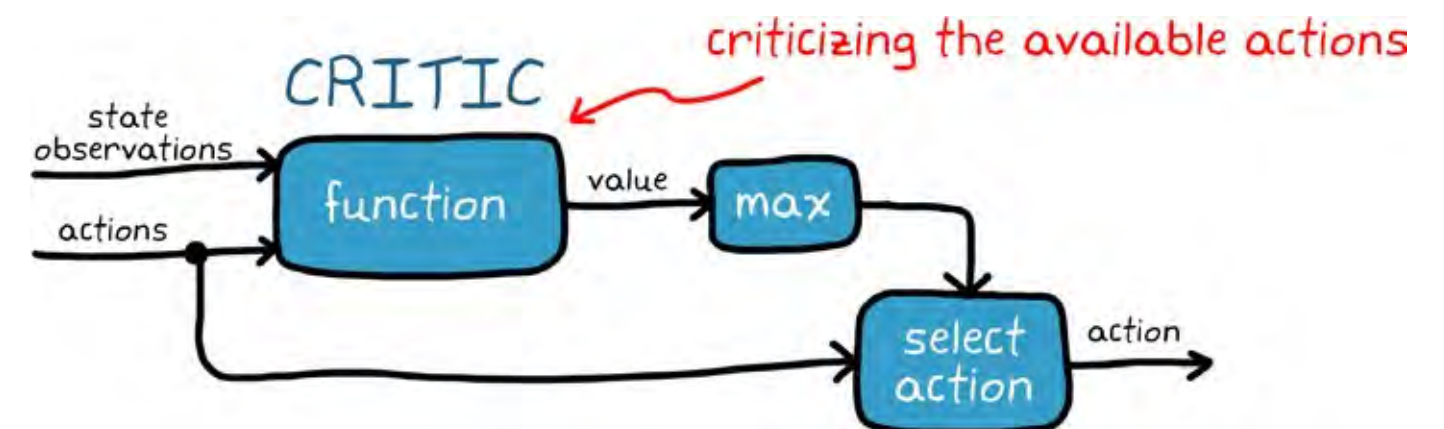 criticizing the available actions
CRITIC
state
observations
function
value
max
actions
select
action
action